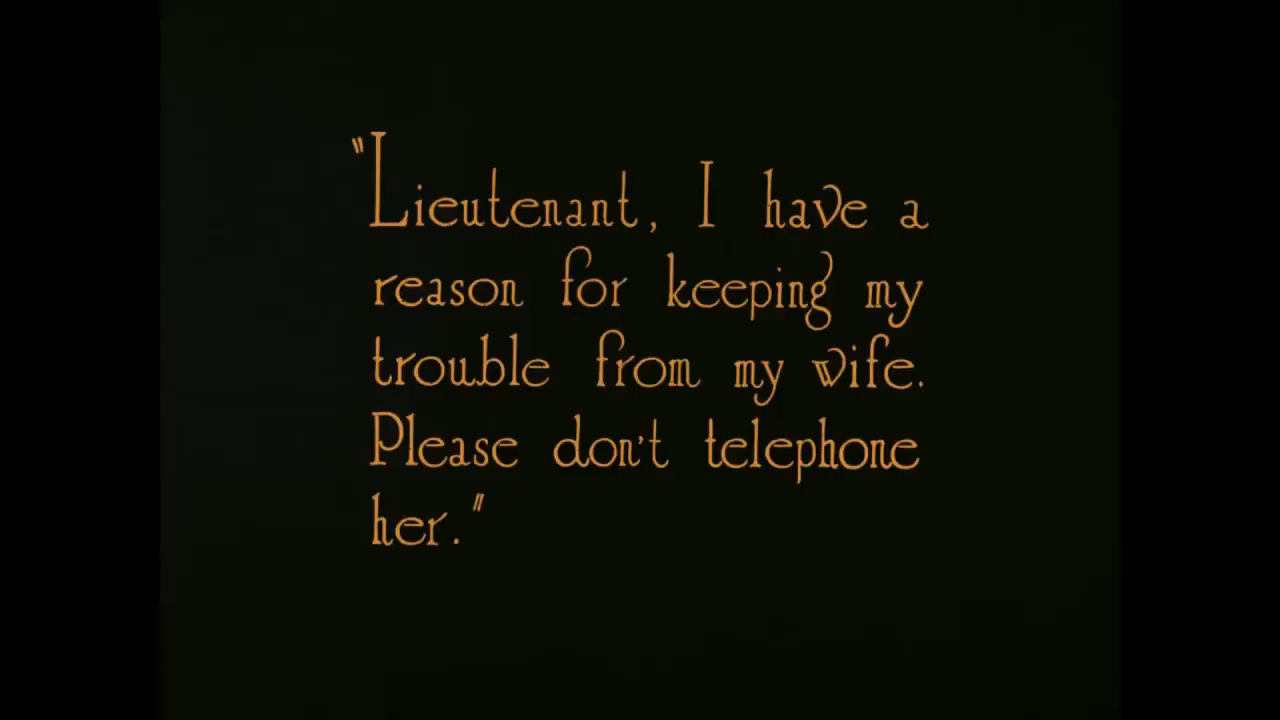 "Lieutenant, I have a
reason for keeping my
trouble from my wife.
Please don't telephone
her."